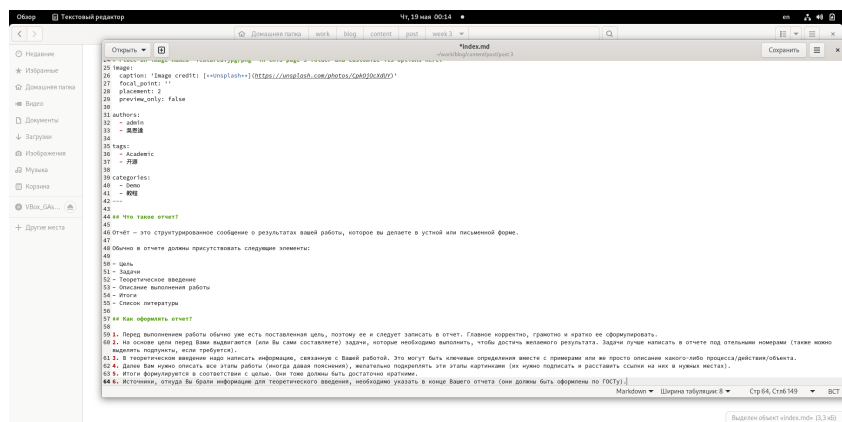 Обзор Текстовый редактор Чт, 19 мая 00:14 en
Домашняя папка work blog content post week 3
Открыть *index.md Сохранить
~/work/blog/content/post/post 3
Недавние
Избранные
Домашняя папка
Видео
Документы
Загрузки
Изображения
Музыка
Корзина
VBox_GAs...
Другие места
25 image:
26 caption: 'Image credit: [**Unsplash**](https://unsplash.com/photos/CpkOjOcXdUY)'
27 focal_point: ''
28 placement: 2
29 preview_only: false
30
31 authors:
32 - admin
33 - 吳恩達
34
35 tags:
36 - Academic
37 - 开源
38
39 categories:
40 - Demo
41 - 教程
42 ---
43
44 ## Что такое отчет?
45
46 Отчёт — это структурированное сообщение о результатах вашей работы, которое вы делаете в устной или письменной форме.
47
48 Обычно в отчете должны присутствовать следующие элементы:
49
50 - Цель
51 - Задачи
52 - Теоретическое введение
53 - Описание выполнения работы
54 - Итоги
55 - Список литературы
56
57 ## Как оформлять отчет?
58
59 1. Перед выполнением работы обычно уже есть поставленная цель, поэтому ее и следует записать в отчет. Главное корректно, грамотно и кратко ее сформулировать.
60 2. На основе цели перед Вами выдвигаются (или Вы сами составляете) задачи, которые необходимо выполнить, чтобы достичь желаемого результата. Задачи лучше написать в отчете под отельными номерами (также можно
выделять подпункты, если требуется).
61 3. В теоретическое введение надо написать информацию, связанную с Вашей работой. Это могут быть ключевые определения вместе с примерами или же просто описание какого-либо процесса/действия/объекта.
62 4. Далее Вам нужно описать все этапы работы (иногда давая пояснения), желательно подкреплять эти этапы картинками (их нужно подписать и расставить ссылки на них в нужных местах).
63 5. Итоги формулируются в соответствии с целью. Они тоже должны быть достаточно краткими.
64 6. Источники, откуда Вы брали информацию для теоретического введения, необходимо указать в конце Вашего отчета (они должны быть оформлены по ГОСТу).
Markdown Ширина табуляции: 8 Стр 64, Стлб 149 ВСТ
Выделен объект «index.md» (3,3 кБ)